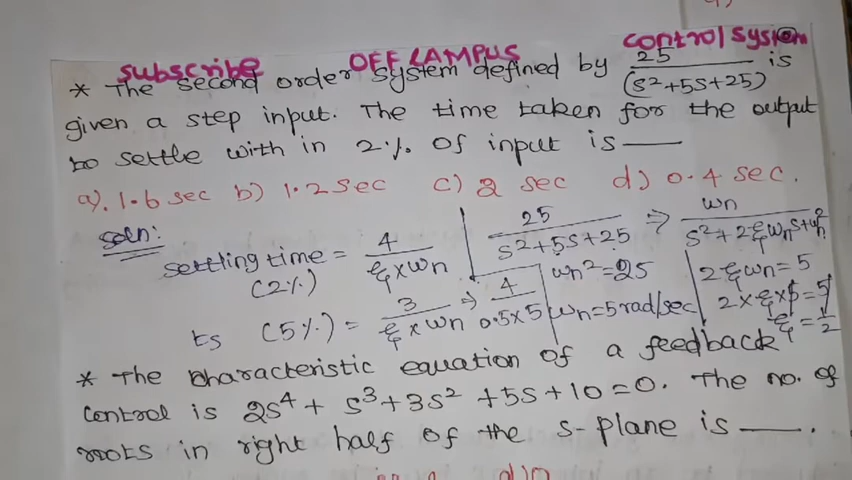 control system
subscribe OFF CAMPUS
* The second order system defined by 25/(s²+5s+25) is
given a step input. The time taken for the output
to settle with in 2%. of input is ——
a). 1.6 sec b) 1.2 sec c) 2 sec d) 0.4 sec.
soln:
settling time = 4/(ξ×ωn)
(2%)
ts (5%) = 3/(ξ×ωn) ⇒ 4/(0.5×5)
25/(s²+5s+25) ⇒ ωn/(s²+2ξωns+ωn²)
ωn² = 25
ωn = 5 rad/sec
2ξωn = 5
2×ξ×5 = 5
ξ = 1/2
* The characteristic equation of a feedback
control is 2s⁴ + s³ + 3s² + 5s + 10 = 0. The no. of
roots in right half of the s-plane is ——.